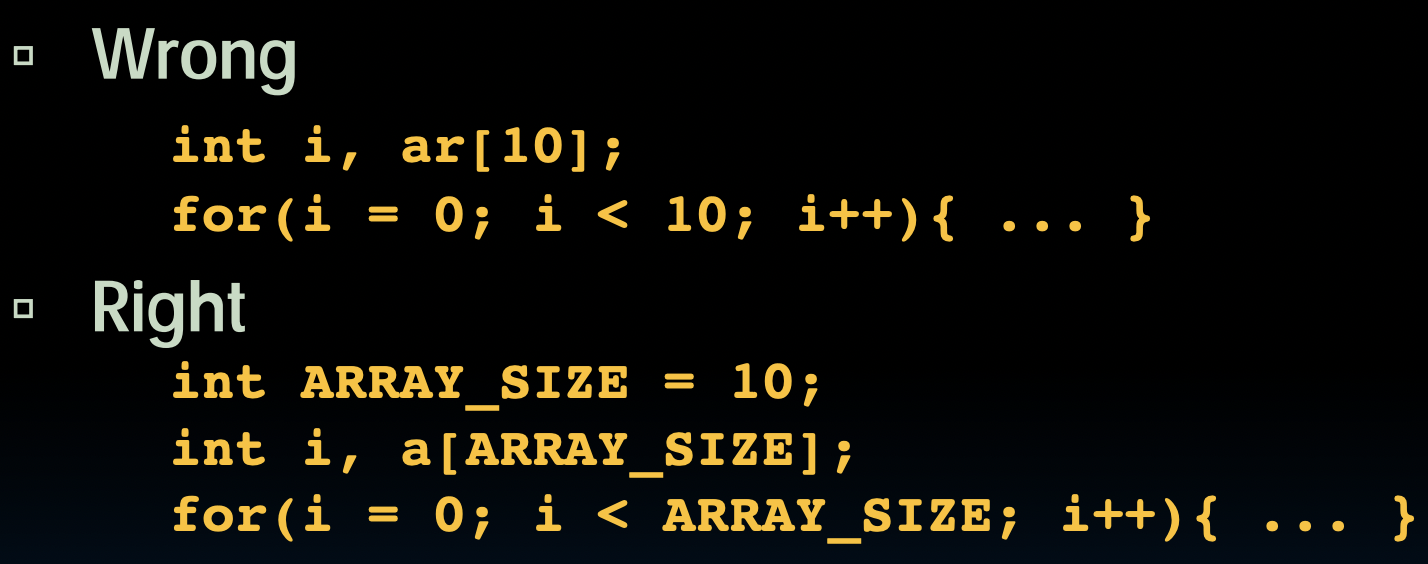 Wrong
int i, ar[10];
for(i = 0; i < 10; i++){ ... }
Right
int ARRAY_SIZE = 10;
int i, a[ARRAY_SIZE];
for(i = 0; i < ARRAY_SIZE; i++){ ... }